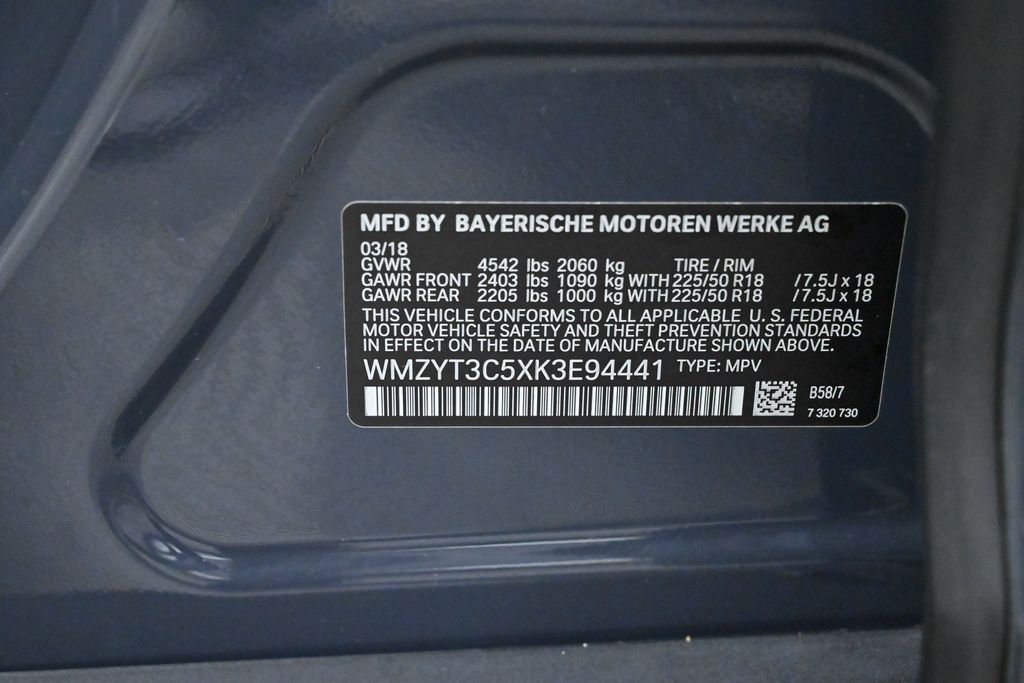 MFD BY BAYERISCHE MOTOREN WERKE AG
03/18
GVWR 4542 lbs 2060 kg TIRE / RIM
GAWR FRONT 2403 lbs 1090 kg WITH 225/50 R18 / 7.5J x 18
GAWR REAR 2205 lbs 1000 kg WITH 225/50 R18 / 7.5J x 18
THIS VEHICLE CONFORMS TO ALL APPLICABLE U. S. FEDERAL
MOTOR VEHICLE SAFETY AND THEFT PREVENTION STANDARDS
IN EFFECT ON THE DATE OF MANUFACTURE SHOWN ABOVE.
WMZYT3C5XK3E94441 TYPE: MPV
B58/7
7 320 730